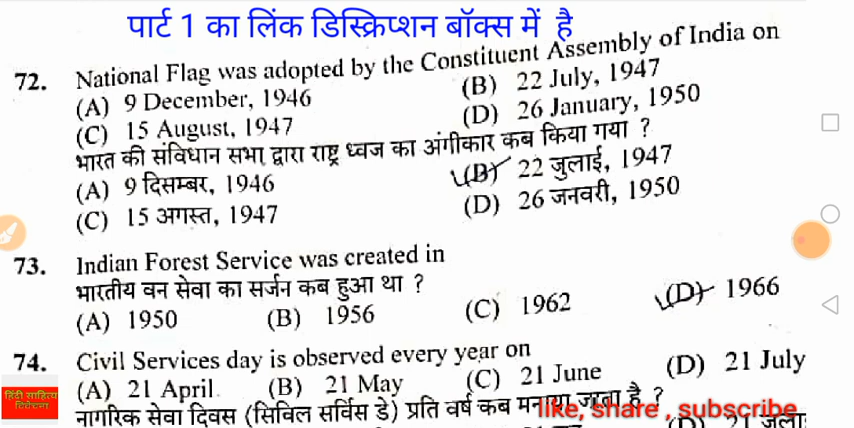 पार्ट 1 का लिंक डिस्क्रिप्शन बॉक्स में है
72. National Flag was adopted by the Constituent Assembly of India on
(A) 9 December, 1946 (B) 22 July, 1947
(C) 15 August, 1947 (D) 26 January, 1950
भारत की संविधान सभा द्वारा राष्ट्र ध्वज का अंगीकार कब किया गया ?
(A) 9 दिसम्बर, 1946 (B) 22 जुलाई, 1947
(C) 15 अगस्त, 1947 (D) 26 जनवरी, 1950
73. Indian Forest Service was created in
भारतीय वन सेवा का सर्जन कब हुआ था ?
(A) 1950 (B) 1956 (C) 1962 (D) 1966
74. Civil Services day is observed every year on
(A) 21 April (B) 21 May (C) 21 June (D) 21 July
नागरिक सेवा दिवस (सिविल सर्विस डे) प्रति वर्ष कब मनाया जाता है ?
हिंदी साहित्य
विवेचना
like, share , subscribe
(D) 21